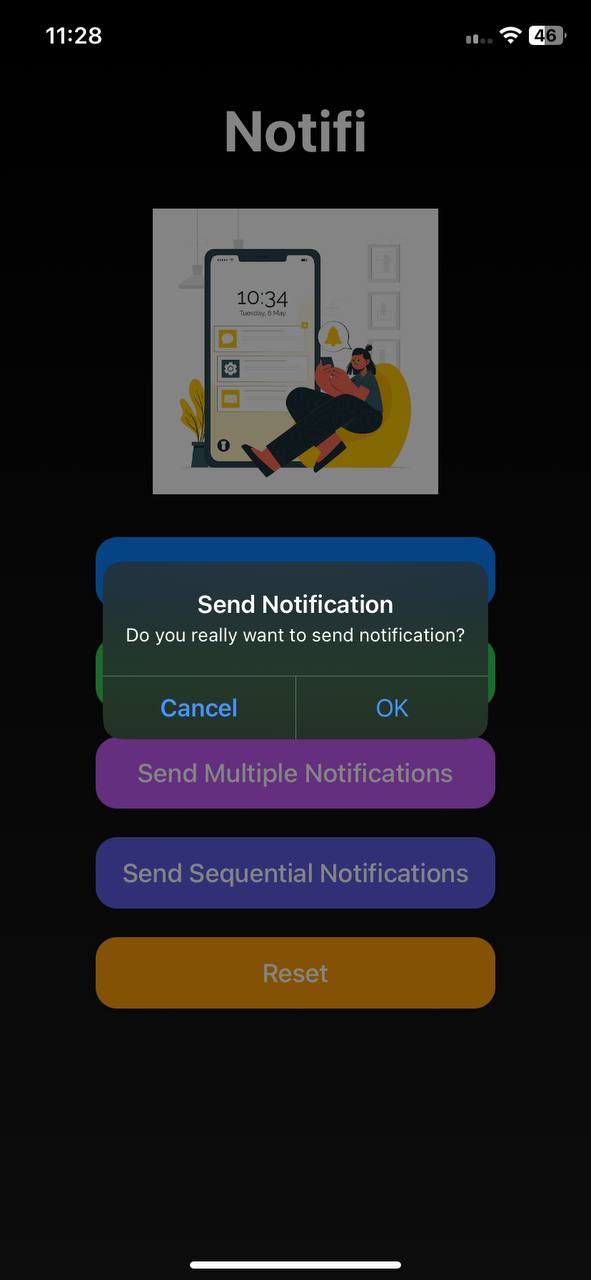 11:28
46
Notifi
10:34
Tuesday, 6 May
Send Notification
Do you really want to send notification?
Cancel
OK
Send Multiple Notifications
Send Sequential Notifications
Reset